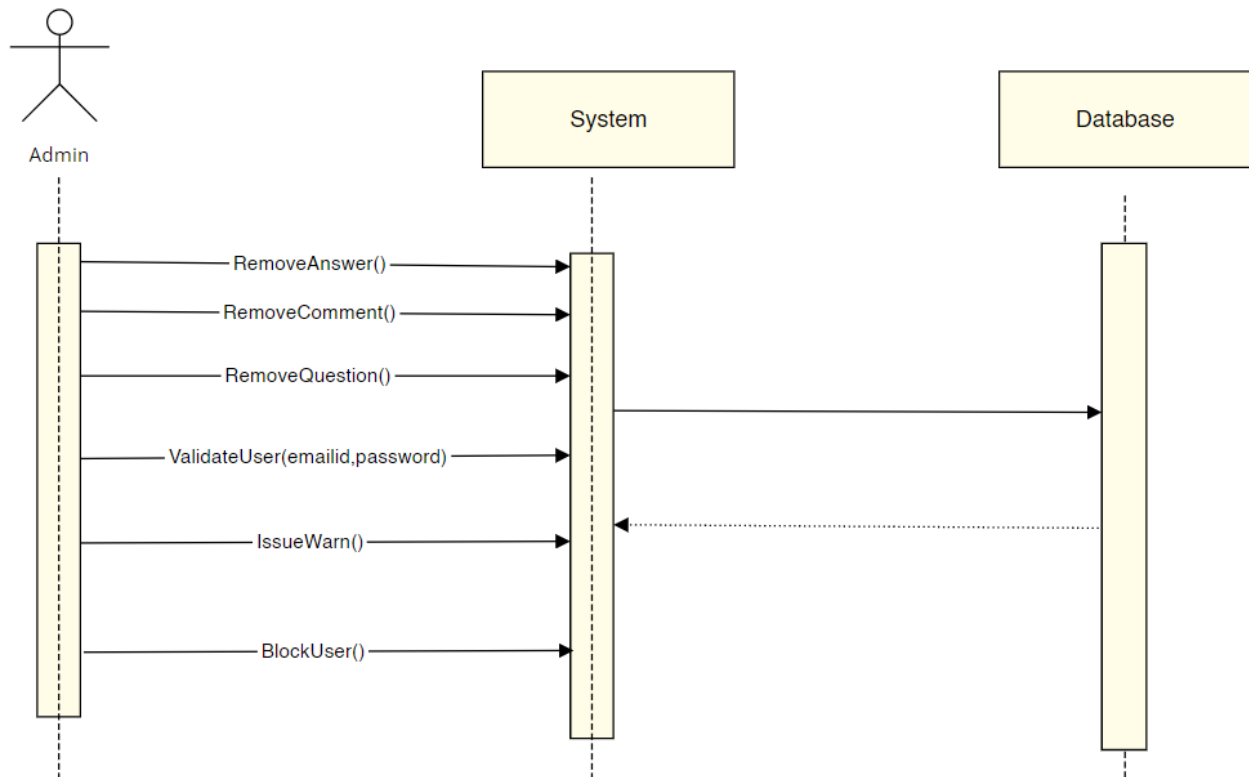 System
Database
Admin
RemoveAnswer()
RemoveComment()
RemoveQuestion()
ValidateUser(emailid,password)
IssueWarn()
BlockUser()